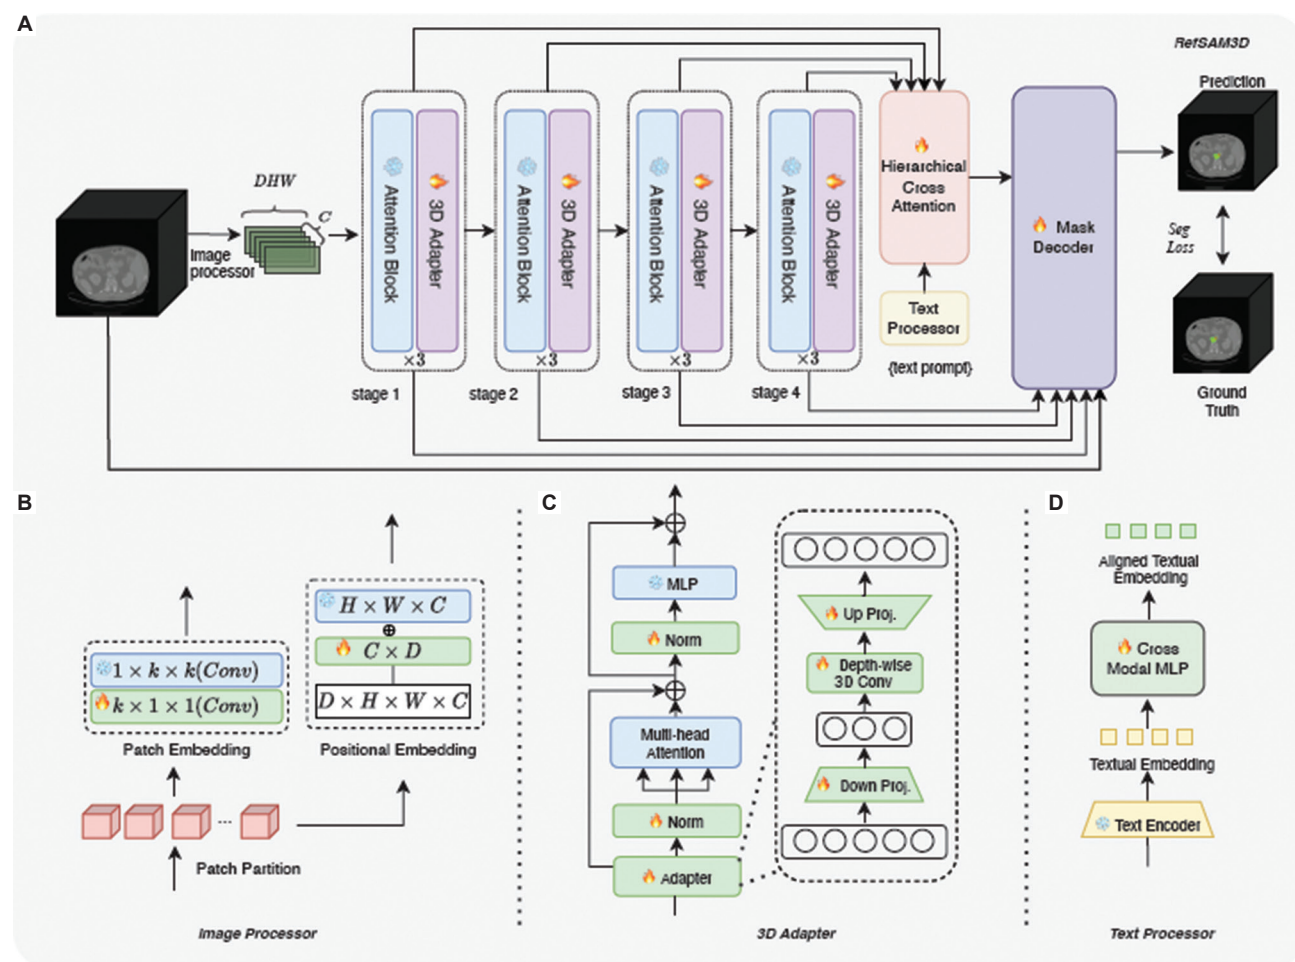 A
RefSAM3D
Prediction
DHW
C
Image
processor
Attention Block
3D Adapter
×3
stage 1
Attention Block
3D Adapter
×3
stage 2
Attention Block
3D Adapter
×3
stage 3
Attention Block
3D Adapter
×3
stage 4
Hierarchical
Cross
Attention
Text
Processor
{text prompt}
Mask
Decoder
Seg
Loss
Ground
Truth
B
1 × k × k(Conv)
k × 1 × 1(Conv)
Patch Embedding
H × W × C
⊕
C × D
D × H × W × C
Positional Embedding
...
Patch Partition
Image Processor
C
MLP
Norm
Multi-head
Attention
Norm
Adapter
Up Proj.
Depth-wise
3D Conv
Down Proj.
3D Adapter
D
Aligned Textual
Embedding
Cross
Modal MLP
Textual Embedding
Text Encoder
Text Processor